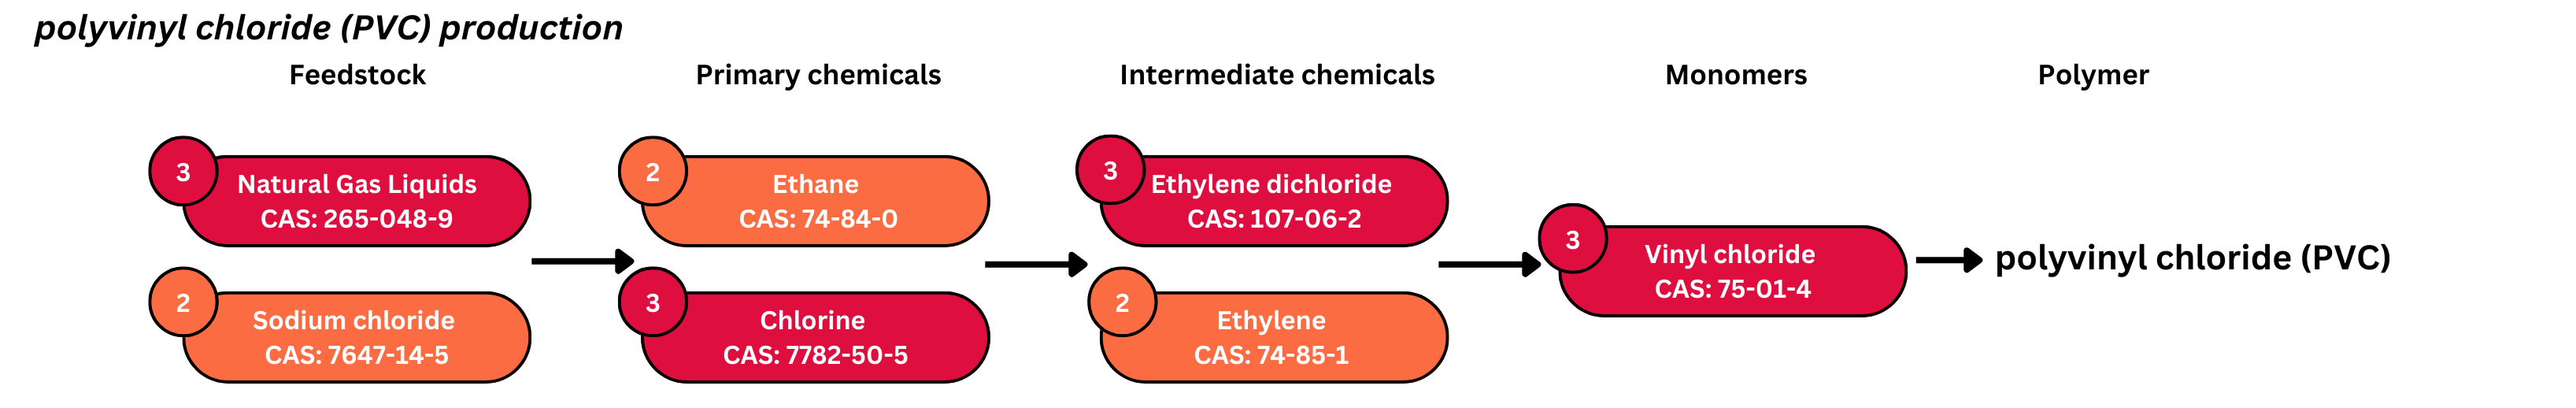 polyvinyl chloride (PVC) production
Feedstock
Primary chemicals
Intermediate chemicals
Monomers
Polymer
3
Natural Gas Liquids
CAS: 265-048-9
2
Sodium chloride
CAS: 7647-14-5
2
Ethane
CAS: 74-84-0
3
Chlorine
CAS: 7782-50-5
3
Ethylene dichloride
CAS: 107-06-2
2
Ethylene
CAS: 74-85-1
3
Vinyl chloride
CAS: 75-01-4
polyvinyl chloride (PVC)